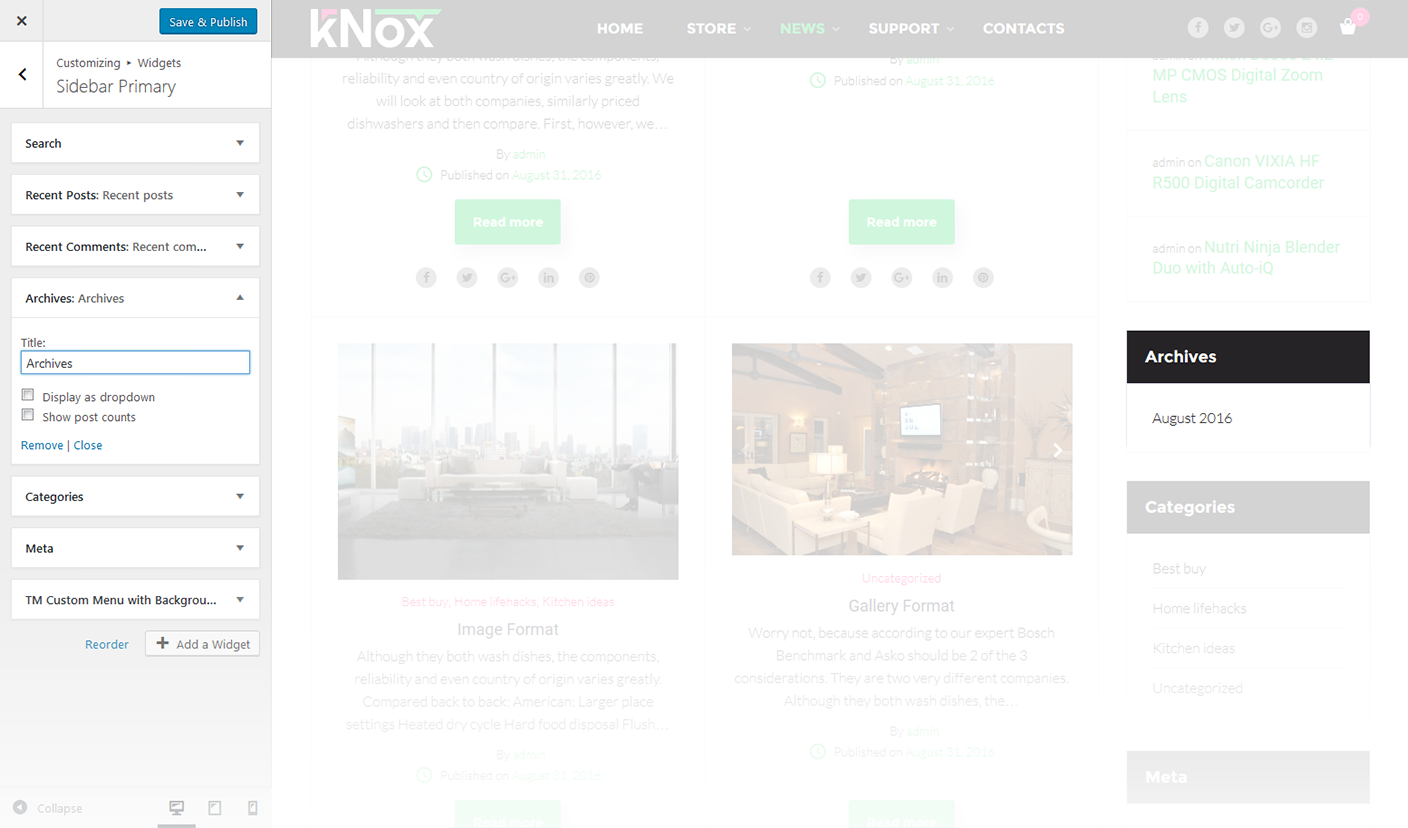 Save & Publish
Customizing ▸ Widgets
Sidebar Primary
Search
Recent Posts: Recent posts
Recent Comments: Recent com...
Archives: Archives
Title:
Archives
Display as dropdown
Show post counts
Remove | Close
Categories
Meta
TM Custom Menu with Backgrou...
Reorder
Add a Widget
Collapse
kNox
HOME
STORE
NEWS
SUPPORT
CONTACTS
0
Although they both wash dishes, the components,
reliability and even country of origin varies greatly. We
will look at both companies, similarly priced
dishwashers and then compare. First, however, we…
By admin
Published on August 31, 2016
Read more
By admin
Published on August 31, 2016
Read more
Best buy, Home lifehacks, Kitchen ideas
Image Format
Although they both wash dishes, the components,
reliability and even country of origin varies greatly.
Compared back to back: American: Larger place
settings Heated dry cycle Hard food disposal Flush…
By admin
Published on August 31, 2016
Read more
Uncategorized
Gallery Format
Worry not, because according to our expert Bosch
Benchmark and Asko should be 2 of the 3
considerations. They are two very different companies.
Although they both wash dishes, the…
By admin
Published on August 31, 2016
Read more
MP CMOS Digital Zoom
Lens
admin on Canon VIXIA HF
R500 Digital Camcorder
admin on Nutri Ninja Blender
Duo with Auto-iQ
Archives
August 2016
Categories
Best buy
Home lifehacks
Kitchen ideas
Uncategorized
Meta